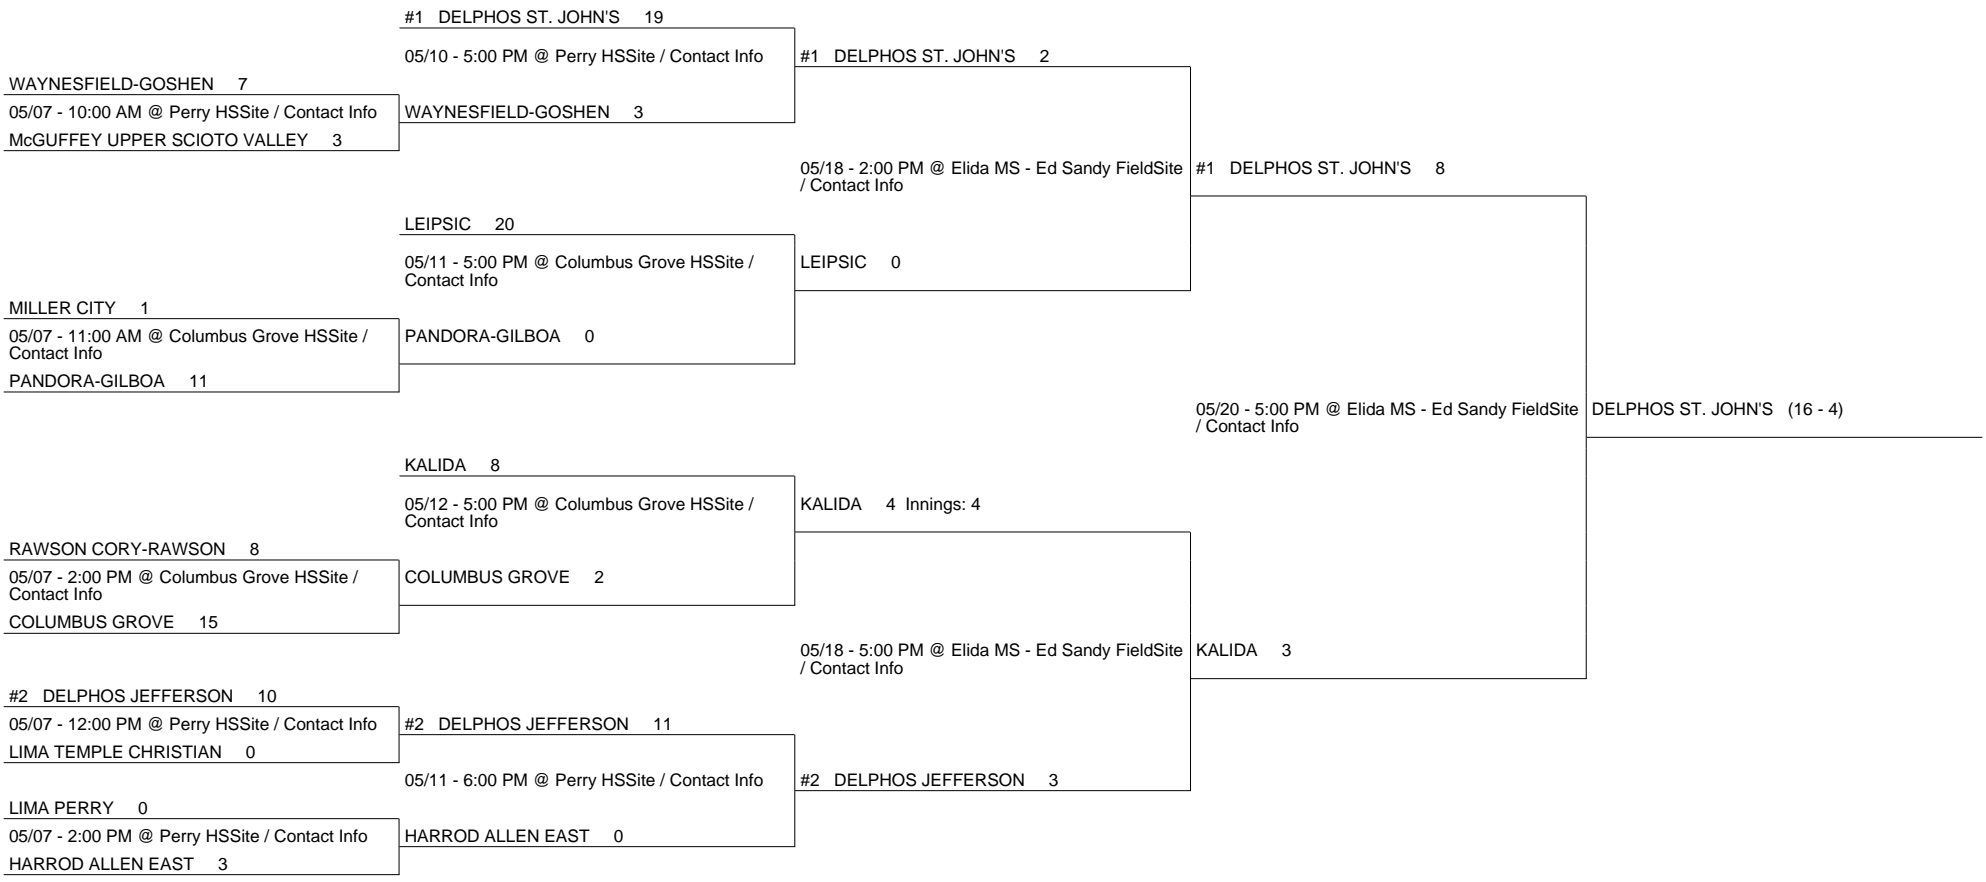 #1 DELPHOS ST. JOHN'S 19
05/10 - 5:00 PM @ Perry HSSite / Contact Info
WAYNESFIELD-GOSHEN 3
WAYNESFIELD-GOSHEN 7
05/07 - 10:00 AM @ Perry HSSite / Contact Info
McGUFFEY UPPER SCIOTO VALLEY 3
#1 DELPHOS ST. JOHN'S 2
05/18 - 2:00 PM @ Elida MS - Ed Sandy FieldSite
/ Contact Info
LEIPSIC 0
#1 DELPHOS ST. JOHN'S 8
LEIPSIC 20
05/11 - 5:00 PM @ Columbus Grove HSSite /
Contact Info
PANDORA-GILBOA 0
MILLER CITY 1
05/07 - 11:00 AM @ Columbus Grove HSSite /
Contact Info
PANDORA-GILBOA 11
05/20 - 5:00 PM @ Elida MS - Ed Sandy FieldSite
/ Contact Info
DELPHOS ST. JOHN'S (16 - 4)
KALIDA 8
05/12 - 5:00 PM @ Columbus Grove HSSite /
Contact Info
COLUMBUS GROVE 2
RAWSON CORY-RAWSON 8
05/07 - 2:00 PM @ Columbus Grove HSSite /
Contact Info
COLUMBUS GROVE 15
KALIDA 4 Innings: 4
05/18 - 5:00 PM @ Elida MS - Ed Sandy FieldSite
/ Contact Info
#2 DELPHOS JEFFERSON 3
KALIDA 3
#2 DELPHOS JEFFERSON 10
05/07 - 12:00 PM @ Perry HSSite / Contact Info
LIMA TEMPLE CHRISTIAN 0
#2 DELPHOS JEFFERSON 11
05/11 - 6:00 PM @ Perry HSSite / Contact Info
HARROD ALLEN EAST 0
LIMA PERRY 0
05/07 - 2:00 PM @ Perry HSSite / Contact Info
HARROD ALLEN EAST 3